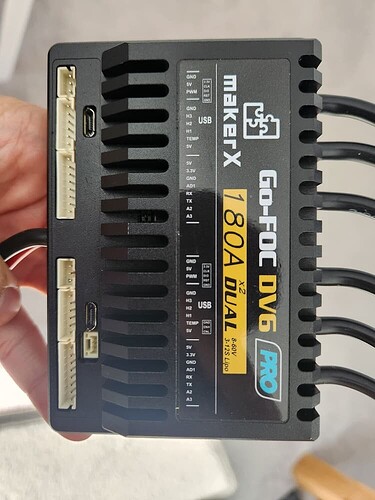 makerX
GO-FOC DV6 PRO
180A X2 DUAL
8-60V
3-12S Lipo
GND
5V
PWM
GND
H3
H2
H1
TEMP
5V
USB
5V
3.3V
GND
AD1
RX
TX
A2
A3
GND
5V
PWM
GND
H3
H2
H1
TEMP
5V
USB
5V
3.3V
GND
AD1
RX
TX
A2
A3